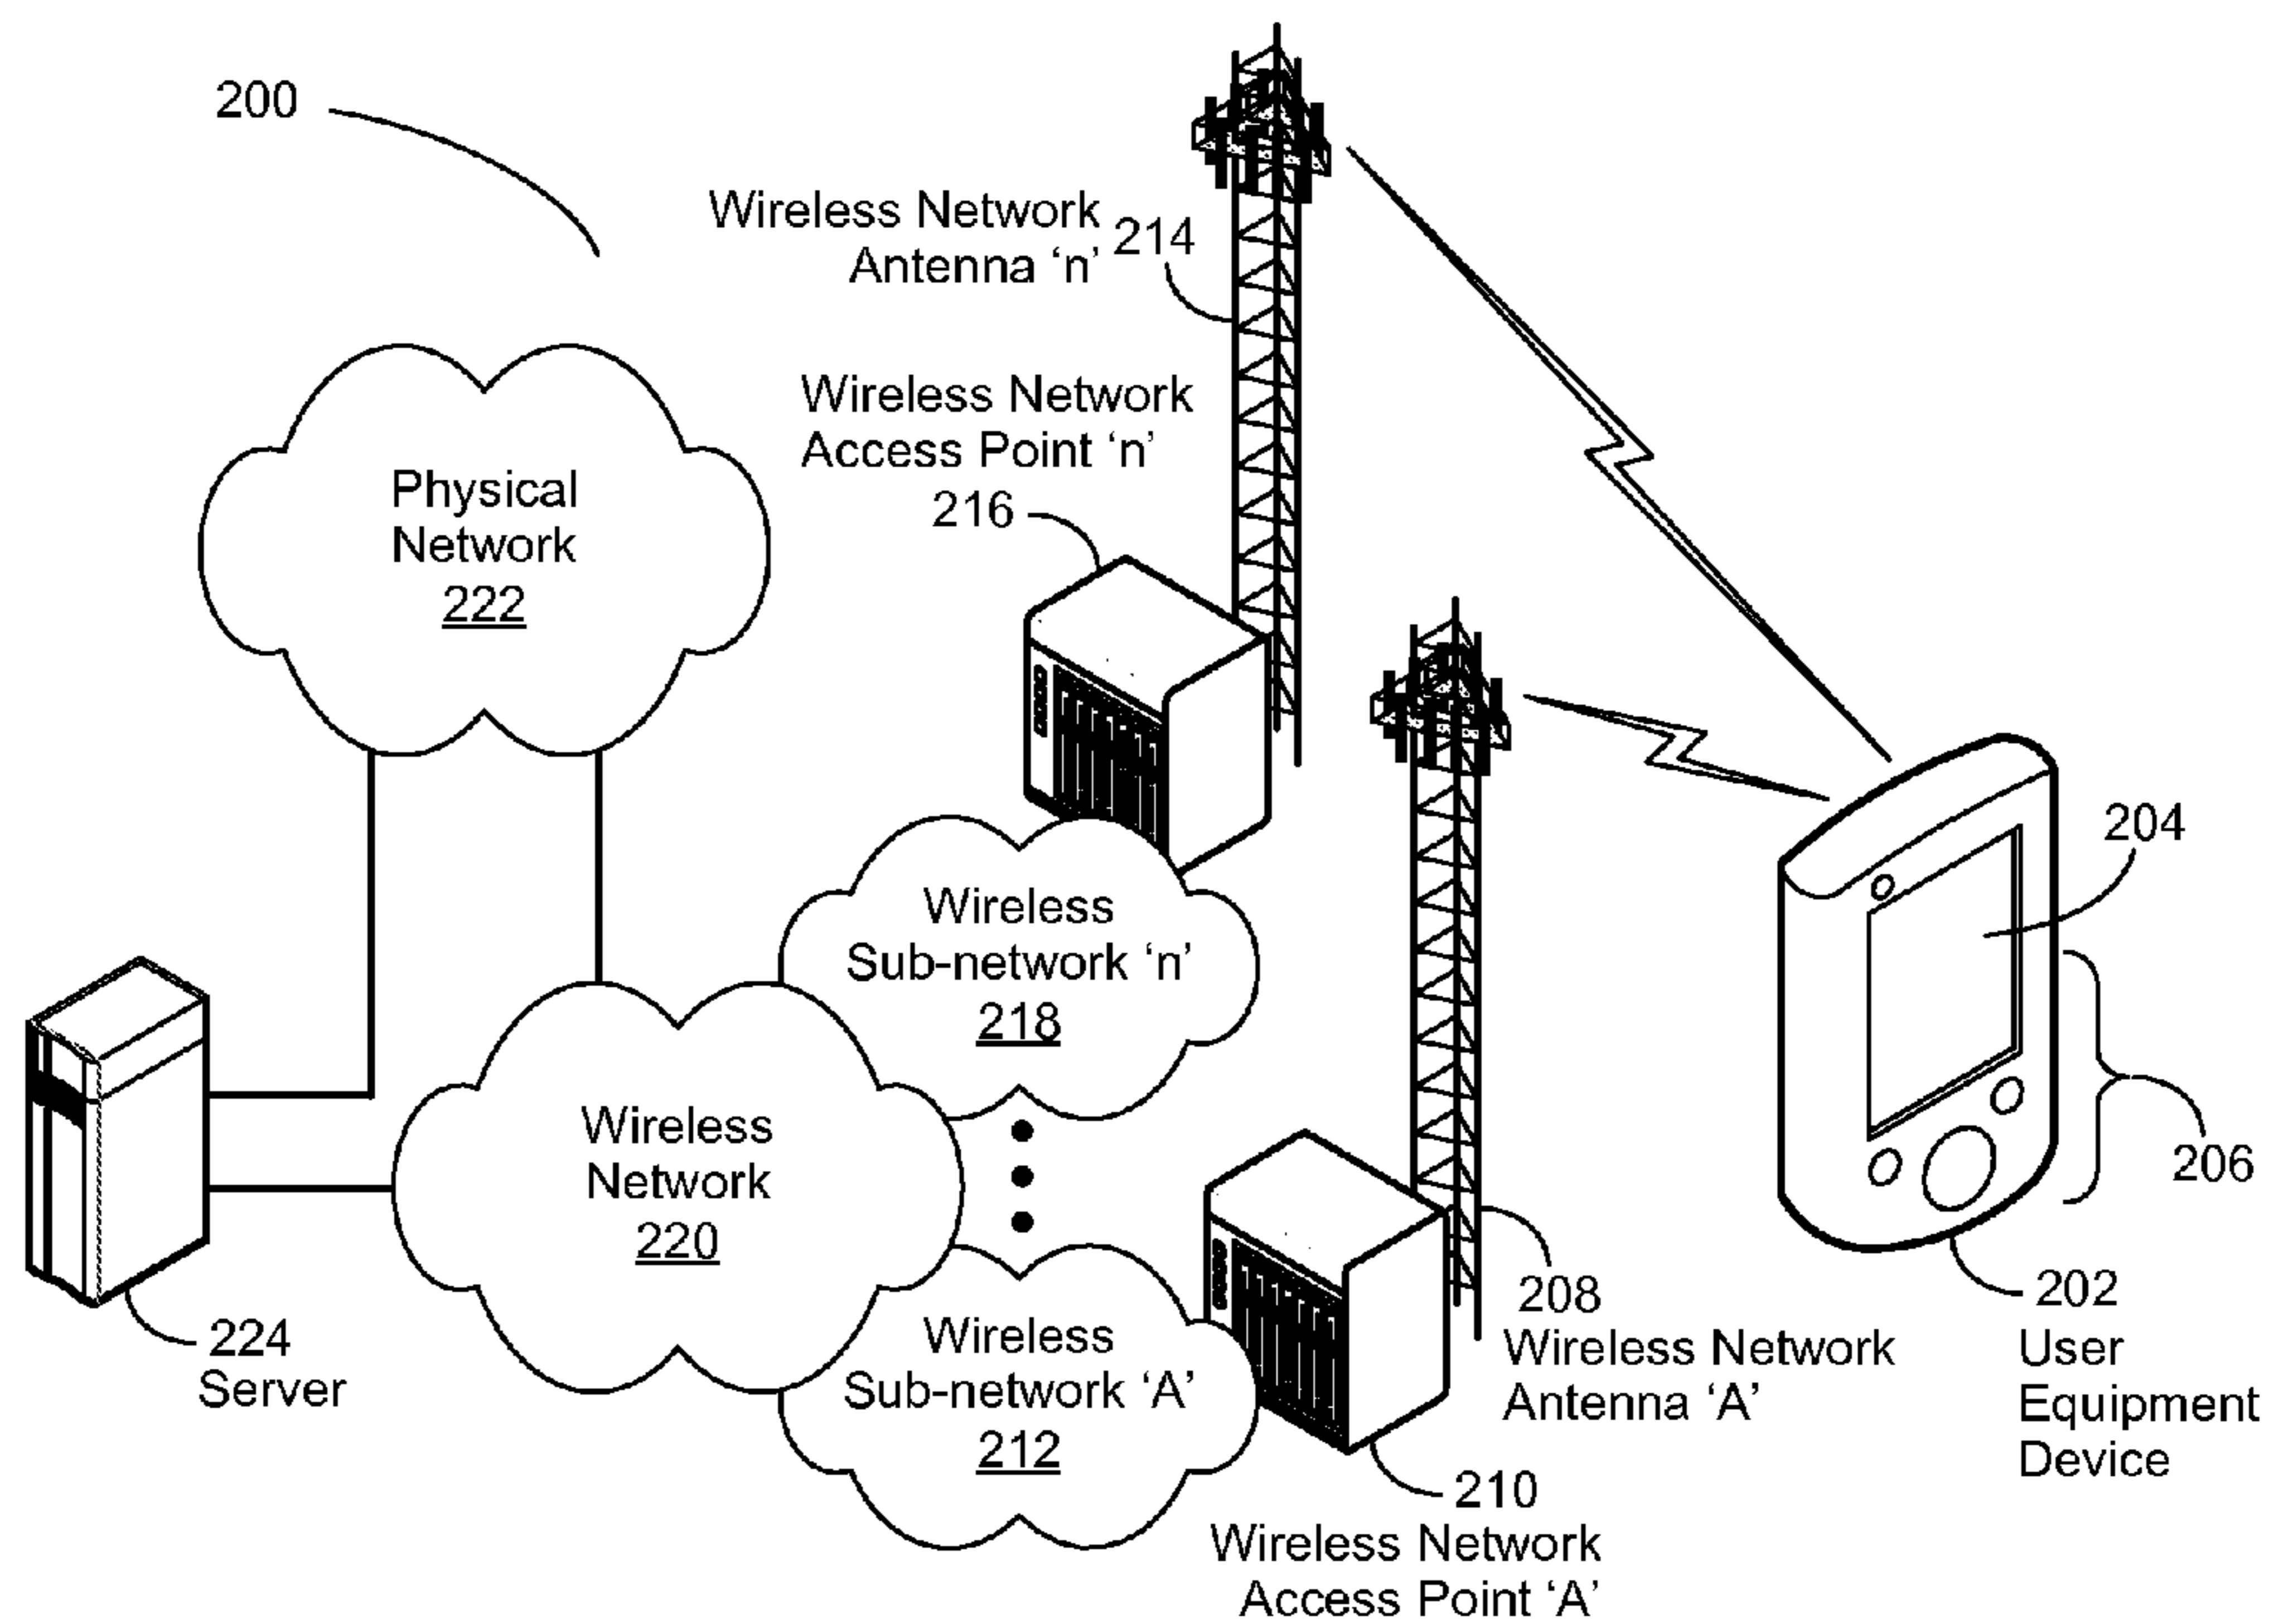 200
Wireless Network
Antenna ‘n’
214
Wireless Network
Access Point ‘n’
216
Physical
Network
222
204
Wireless
Sub-network ‘n’
218
Wireless
Network
220
206
208
Wireless Network
Antenna ‘A’
202
User
Equipment
Device
224
Server
Wireless
Sub-network ‘A’
212
210
Wireless Network
Access Point ‘A’